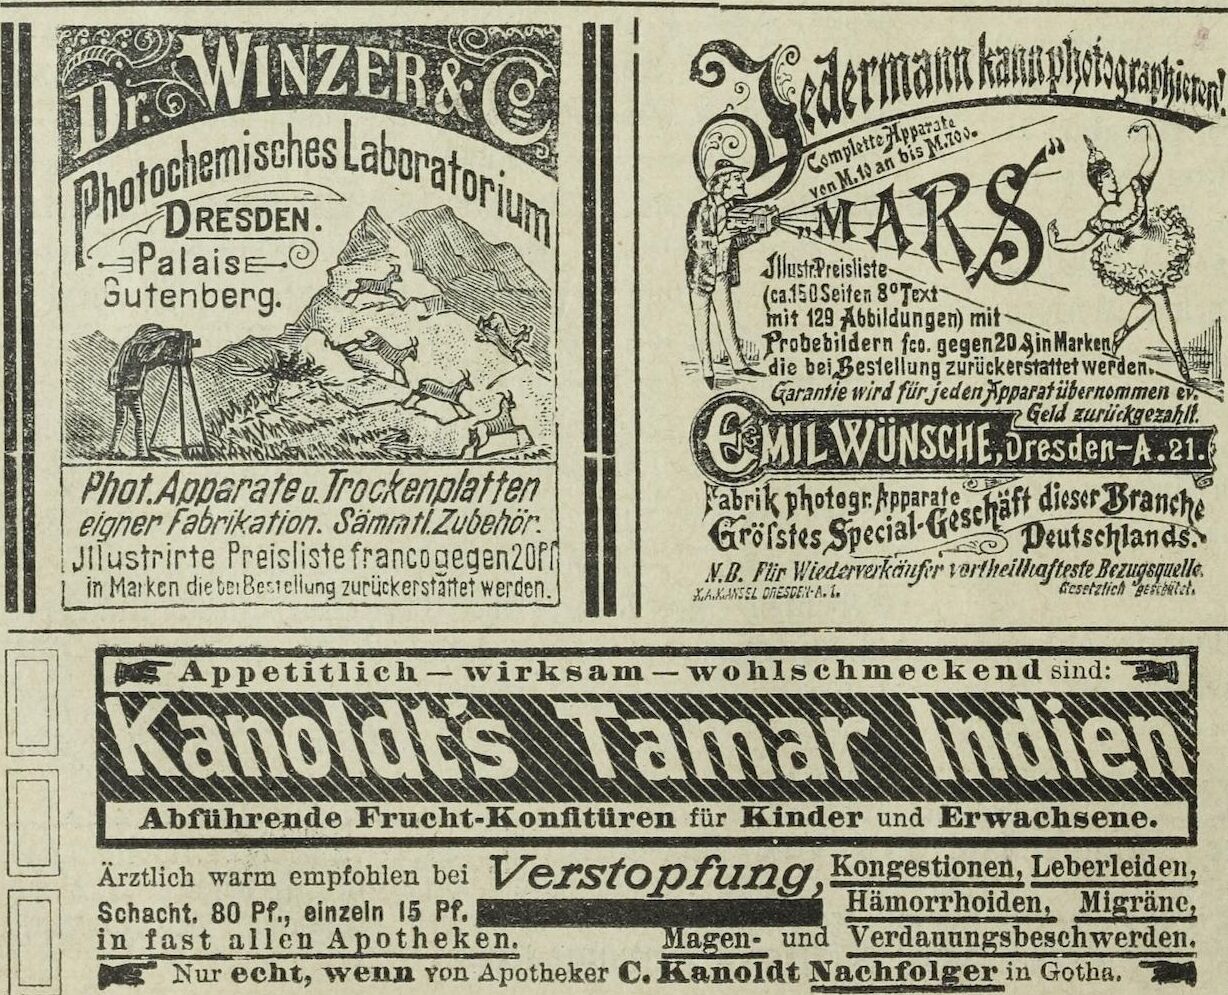 Dr. WINZER & Co
Photochemisches Laboratorium
DRESDEN.
Palais
Gutenberg.
Phot. Apparate u. Trockenplatten
eigner Fabrikation. Sämmtl. Zubehör.
Jllustrirte Preisliste franco gegen 20 Pf
in Marken die bei Bestellung zurückerstattet werden.
Jedermann kann photographieren!
Complette Apparate
von M. 10 an bis M. 700.
„MARS“
Jllustr. Preisliste
(ca. 150 Seiten 8° Text
mit 129 Abbildungen) mit
Probebildern fco. gegen 20 ₰ in Marken,
die bei Bestellung zurückerstattet werden.
Garantie wird für jeden Apparat übernommen ev.
Geld zurückgezahlt.
EMIL WÜNSCHE, Dresden-A. 21.
Fabrik photogr. Apparate
Größtes Special-Geschäft dieser Branche
Deutschlands.
N.B. Für Wiederverkäufer vortheilhafteste Bezugsquelle.
X.A.KANSEL DRESDEN-A. 1.
Gesetzlich geschützt.
Appetitlich — wirksam — wohlschmeckend sind:
Kanoldt's Tamar Indien
Abführende Frucht-Konfitüren für Kinder und Erwachsene.
Ärztlich warm empfohlen bei Verstopfung, Kongestionen, Leberleiden,
Schacht. 80 Pf., einzeln 15 Pf. Hämorrhoiden, Migräne,
in fast allen Apotheken. Magen- und Verdauungsbeschwerden.
Nur echt, wenn von Apotheker C. Kanoldt Nachfolger in Gotha.